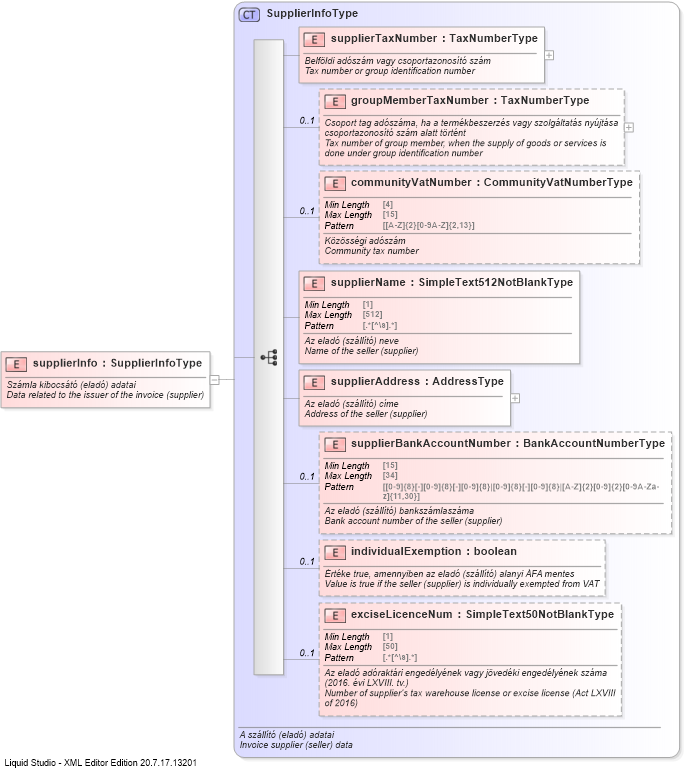 CT SupplierInfoType
E supplierTaxNumber : TaxNumberType
Belföldi adószám vagy csoportazonosító szám
Tax number or group identification number
0..1
E groupMemberTaxNumber : TaxNumberType
Csoport tag adószáma, ha a termékbeszerzés vagy szolgáltatás nyújtása
csoportazonosító szám alatt történt
Tax number of group member, when the supply of goods or services is
done under group identification number
0..1
E communityVatNumber : CommunityVatNumberType
Min Length [4]
Max Length [15]
Pattern [[A-Z]{2}[0-9A-Z]{2,13}]
Közösségi adószám
Community tax number
E supplierName : SimpleText512NotBlankType
Min Length [1]
Max Length [512]
Pattern [.*[^\s].*]
Az eladó (szállító) neve
Name of the seller (supplier)
E supplierInfo : SupplierInfoType
Számla kibocsátó (eladó) adatai
Data related to the issuer of the invoice (supplier)
E supplierAddress : AddressType
Az eladó (szállító) címe
Address of the seller (supplier)
0..1
E supplierBankAccountNumber : BankAccountNumberType
Min Length [15]
Max Length [34]
Pattern [[0-9]{8}[-][0-9]{8}[-][0-9]{8}|[0-9]{8}[-][0-9]{8}|[A-Z]{2}[0-9]{2}[0-9A-Za-
z]{11,30}]
Az eladó (szállító) bankszámlaszáma
Bank account number of the seller (supplier)
0..1
E individualExemption : boolean
Értéke true, amennyiben az eladó (szállító) alanyi ÁFA mentes
Value is true if the seller (supplier) is individually exempted from VAT
0..1
E exciseLicenceNum : SimpleText50NotBlankType
Min Length [1]
Max Length [50]
Pattern [.*[^\s].*]
Az eladó adóraktári engedélyének vagy jövedéki engedélyének száma
(2016. évi LXVIII. tv.)
Number of supplier's tax warehouse license or excise license (Act LXVIII
of 2016)
A szállító (eladó) adatai
Invoice supplier (seller) data
Liquid Studio - XML Editor Edition 20.7.17.13201